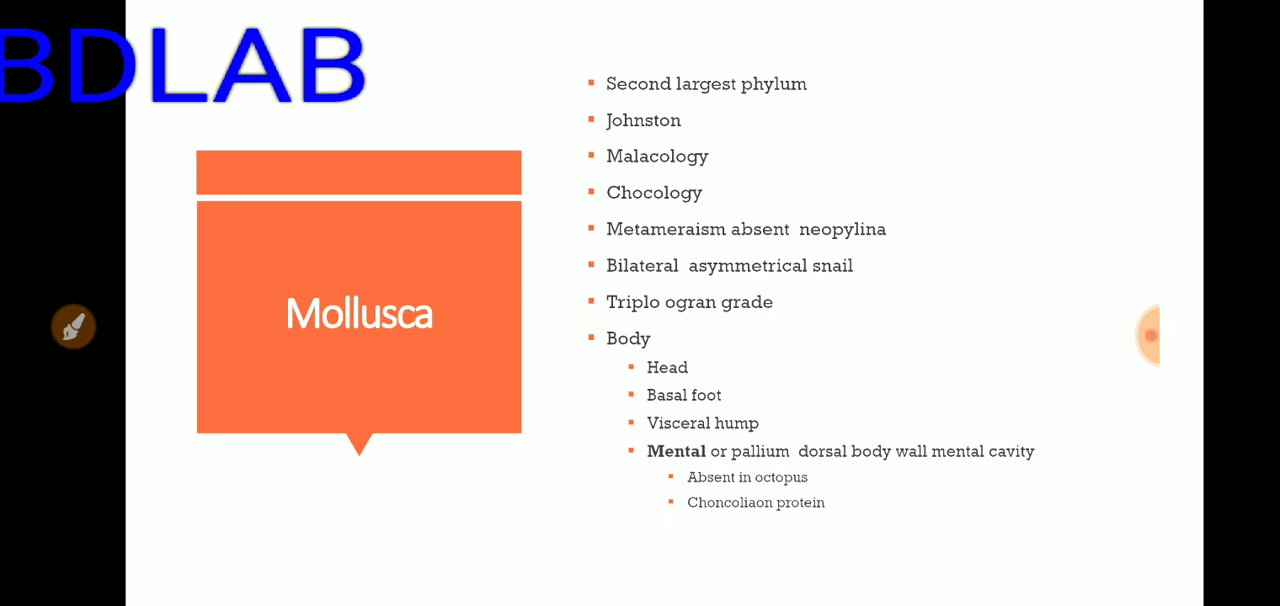 BDLAB
Mollusca
Second largest phylum
Johnston
Malacology
Chocology
Metameraism absent neopylina
Bilateral asymmetrical snail
Triplo ogran grade
Body
Head
Basal foot
Visceral hump
Mental or pallium dorsal body wall mental cavity
Absent in octopus
Choncoliaon protein